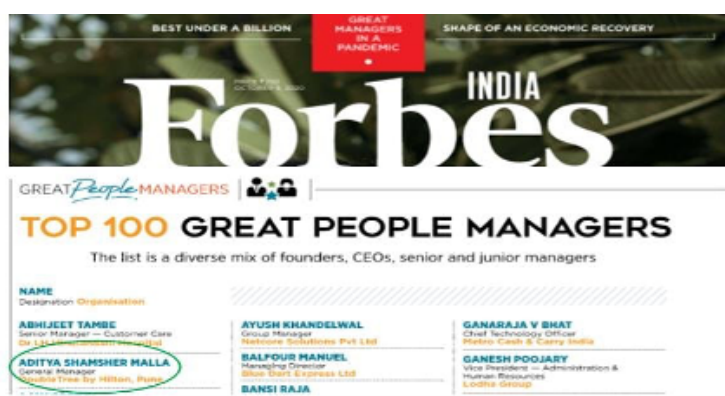 BEST UNDER A BILLION
GREAT
MANAGERS
IN A
PANDEMIC
SHAPE OF AN ECONOMIC RECOVERY
OCTOBER 9, 2020
INDIA
Forbes
GREAT People MANAGERS
TOP 100 GREAT PEOPLE MANAGERS
The list is a diverse mix of founders, CEOs, senior and junior managers
NAME
Designation Organisation
ABHIJEET TAMBE
Senior Manager — Customer Care
Hospital
ADITYA SHAMSHER MALLA
General Manager
DoubleTree by Hilton, Pune
AYUSH KHANDELWAL
Group Manager
Netcore Solutions Pvt Ltd
BALFOUR MANUEL
Managing Director
Blue Dart Express Ltd
BANSI RAJA
GANARAJA V BHAT
Chief Technology Officer
Metro Cash & Carry India
GANESH POOJARY
Vice President — Administration &
Human Resources
Lodha Group